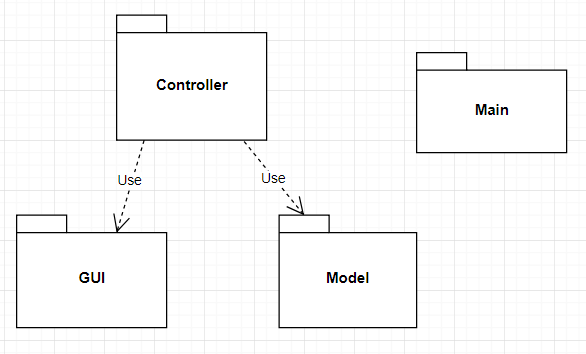 Controller
Main
Use
Use
GUI
Model